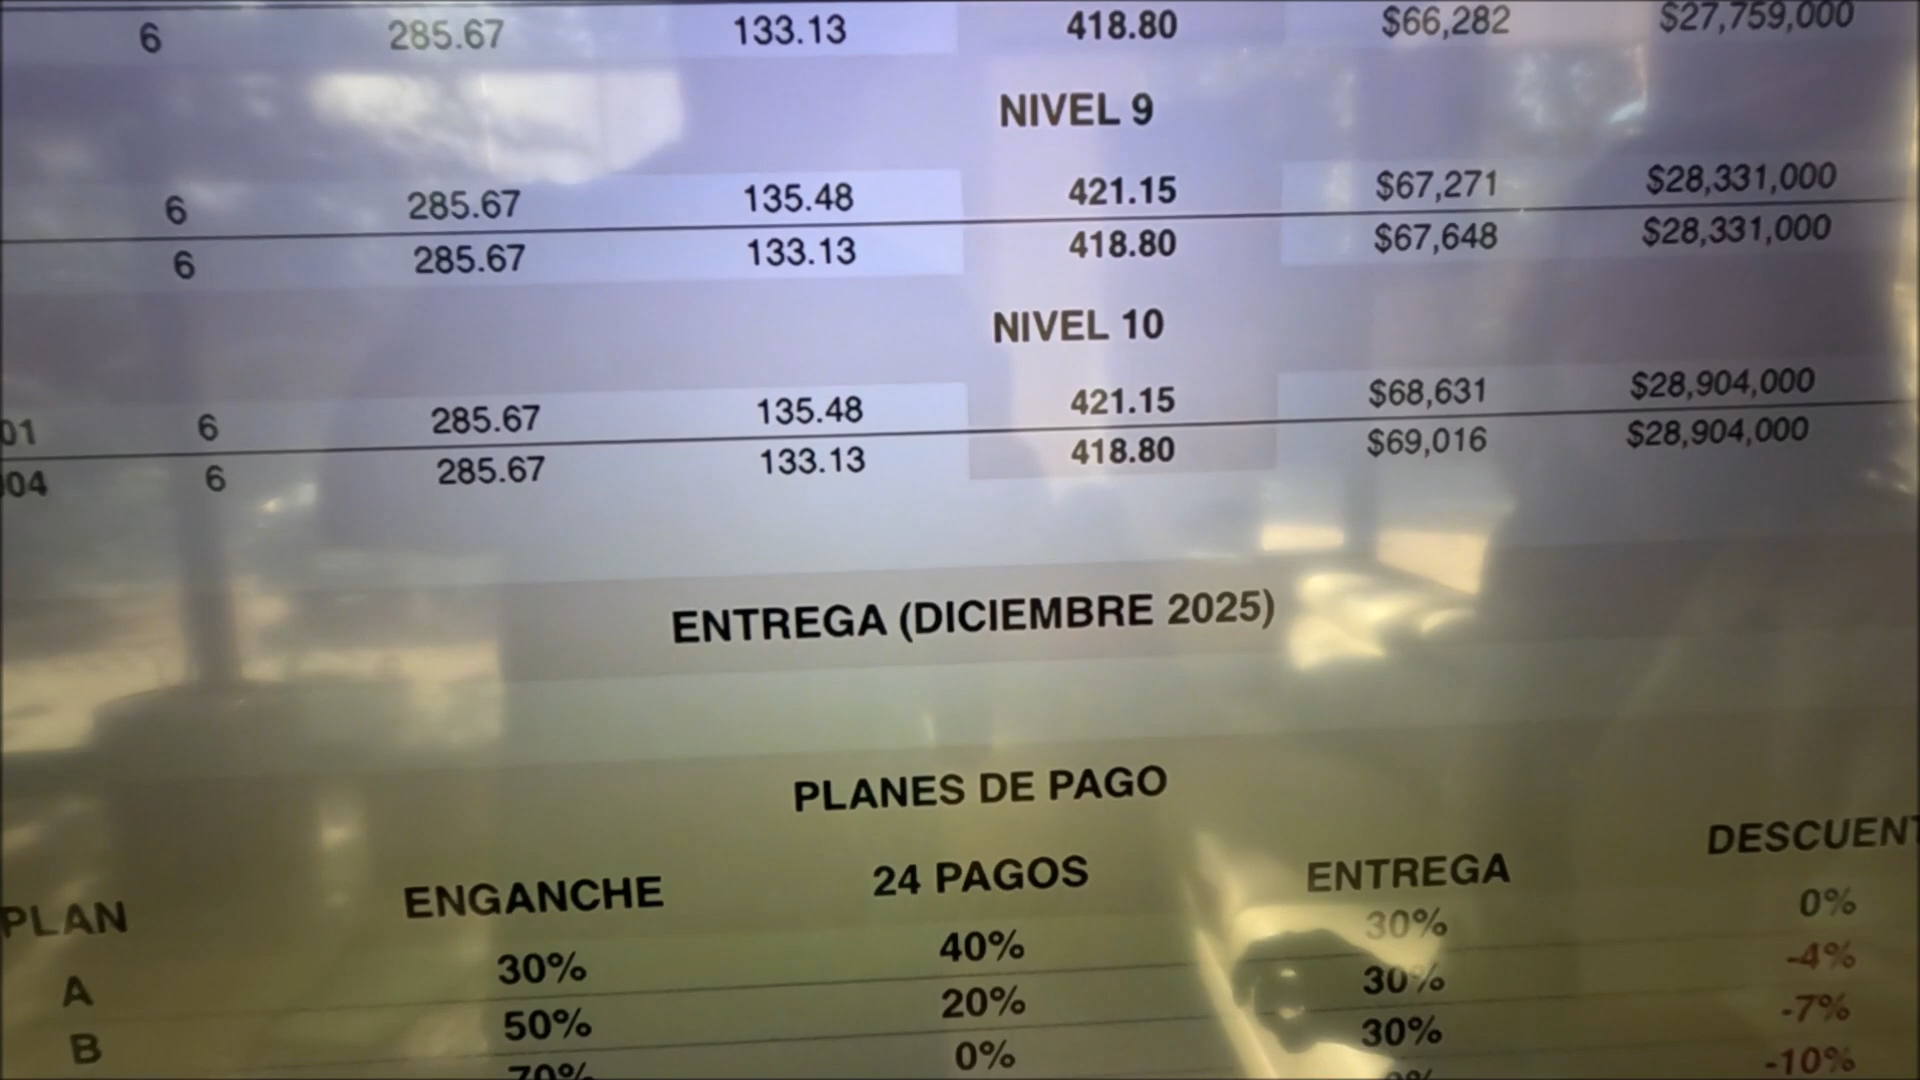 6 285.67 133.13 418.80 $66,282 $27,759,000
NIVEL 9
6 285.67 135.48 421.15 $67,271 $28,331,000
6 285.67 133.13 418.80 $67,648 $28,331,000
NIVEL 10
01 6 285.67 135.48 421.15 $68,631 $28,904,000
04 6 285.67 133.13 418.80 $69,016 $28,904,000
ENTREGA (DICIEMBRE 2025)
PLANES DE PAGO
PLAN ENGANCHE 24 PAGOS ENTREGA DESCUENT
A 30% 40% 30% 0%
B 50% 20% 30% -4%
70% 0% 30% -7%
-10%